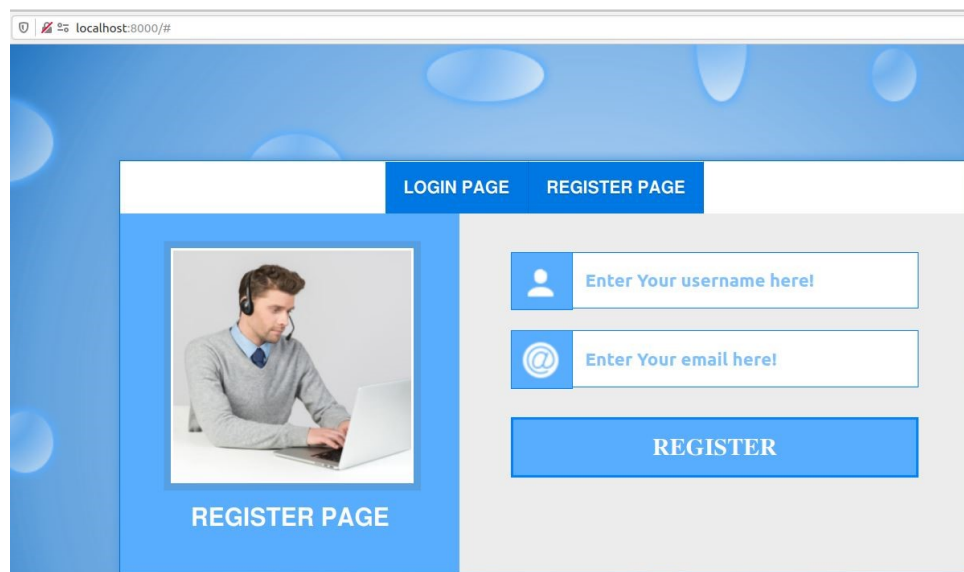 localhost:8000/#
LOGIN PAGE REGISTER PAGE
Enter Your username here!
@
Enter Your email here!
REGISTER
REGISTER PAGE